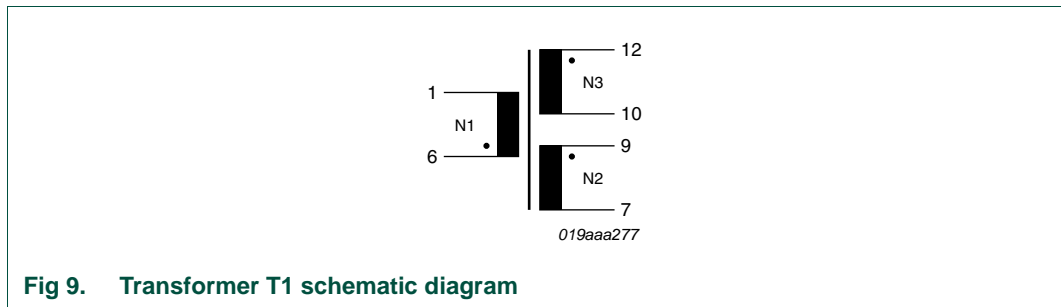 12
N3
1
10
N1
9
6
N2
7
019aaa277
Fig 9. Transformer T1 schematic diagram